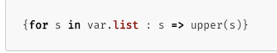 {for s in var.list : s => upper(s)}